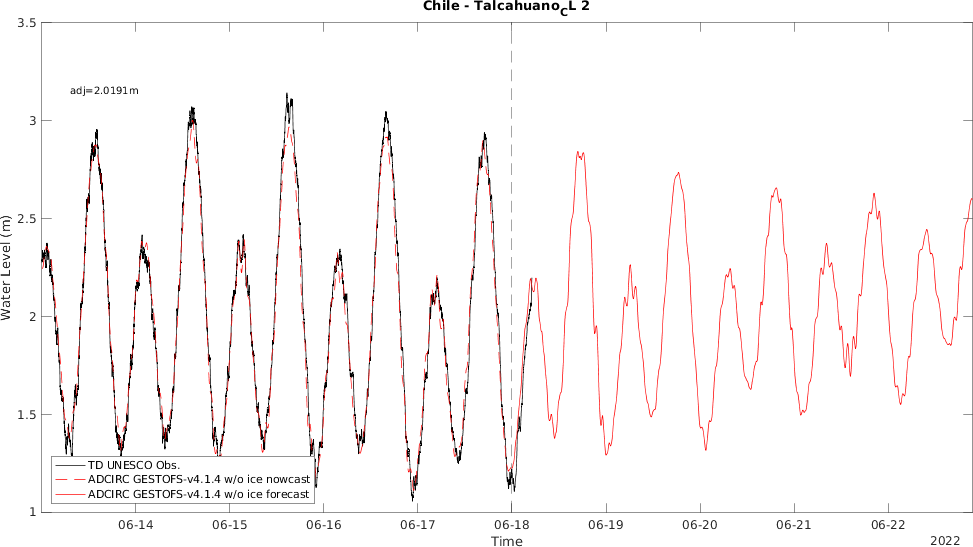 Chile - Talcahuano_CL 2
3.5
adj=2.0191m
3
2.5
Water Level (m)
2
1.5
TD UNESCO Obs.
ADCIRC GESTOFS-v4.1.4 w/o ice nowcast
ADCIRC GESTOFS-v4.1.4 w/o ice forecast
1
06-14 06-15 06-16 06-17 06-18 06-19 06-20 06-21 06-22
Time
2022